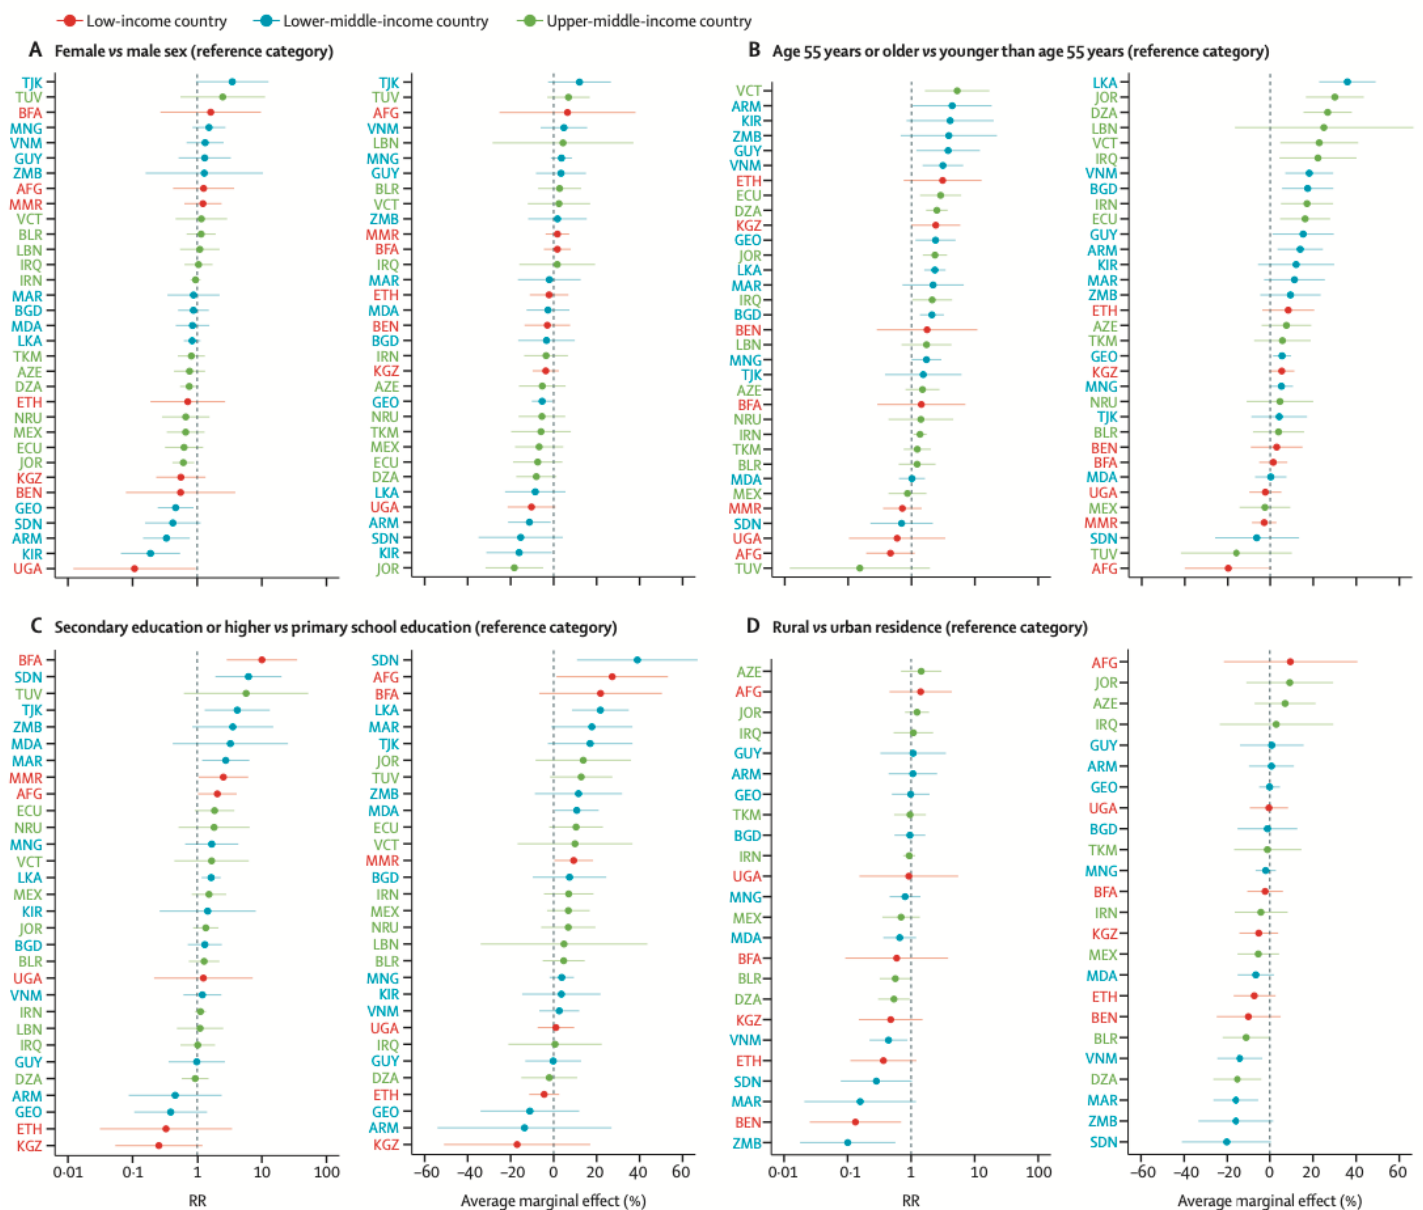 Low-income country Lower-middle-income country Upper-middle-income country
A Female vs male sex (reference category)
TJK
TUV
BFA
MNG
VNM
GUY
ZMB
AFG
MMR
VCT
BLR
LBN
IRQ
IRN
MAR
BGD
MDA
LKA
TKM
AZE
DZA
ETH
NRU
MEX
ECU
JOR
KGZ
BEN
GEO
SDN
ARM
KIR
UGA
TJK
TUV
AFG
VNM
LBN
MNG
GUY
BLR
VCT
ZMB
MMR
BFA
IRQ
MAR
ETH
MDA
BEN
BGD
IRN
KGZ
AZE
GEO
NRU
TKM
MEX
ECU
DZA
LKA
UGA
ARM
SDN
KIR
JOR
B Age 55 years or older vs younger than age 55 years (reference category)
VCT
ARM
KIR
ZMB
GUY
VNM
ETH
ECU
DZA
KGZ
GEO
JOR
LKA
MAR
IRQ
BGD
BEN
LBN
MNG
TJK
AZE
BFA
NRU
IRN
TKM
BLR
MDA
MEX
MMR
SDN
UGA
AFG
TUV
LKA
JOR
DZA
LBN
VCT
IRQ
VNM
BGD
IRN
ECU
GUY
ARM
KIR
MAR
ZMB
ETH
AZE
TKM
GEO
KGZ
MNG
NRU
TJK
BLR
BEN
BFA
MDA
UGA
MEX
MMR
SDN
TUV
AFG
C Secondary education or higher vs primary school education (reference category)
BFA
SDN
TUV
TJK
ZMB
MDA
MAR
MMR
AFG
ECU
NRU
MNG
VCT
LKA
MEX
KIR
JOR
BGD
BLR
UGA
VNM
IRN
LBN
IRQ
GUY
DZA
ARM
GEO
ETH
KGZ
0·01 0·1 1 10 100
RR
SDN
AFG
BFA
LKA
MAR
TJK
JOR
TUV
ZMB
MDA
ECU
VCT
MMR
BGD
IRN
MEX
NRU
LBN
BLR
MNG
KIR
VNM
UGA
IRQ
GUY
DZA
ETH
GEO
ARM
KGZ
–60 –40 –20 0 20 40 60
Average marginal effect (%)
D Rural vs urban residence (reference category)
AZE
AFG
JOR
IRQ
GUY
ARM
GEO
TKM
BGD
IRN
UGA
MNG
MEX
MDA
BFA
BLR
DZA
KGZ
VNM
ETH
SDN
MAR
BEN
ZMB
0·01 0·1 1 10 100
RR
AFG
JOR
AZE
IRQ
GUY
ARM
GEO
UGA
BGD
TKM
MNG
BFA
IRN
KGZ
MEX
MDA
ETH
BEN
BLR
VNM
DZA
MAR
ZMB
SDN
–60 –40 –20 0 20 40 60
Average marginal effect (%)